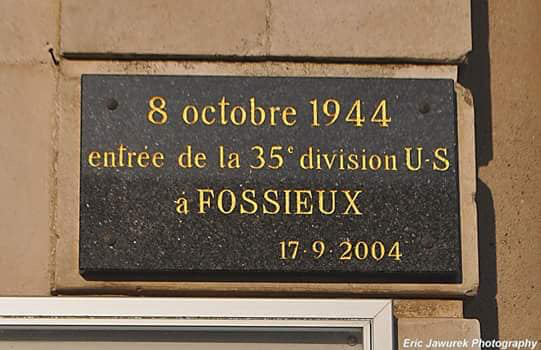 8 octobre 1944
entrée de la 35e division U-S
à FOSSIEUX
17·9·2004
Eric Jawurek Photography